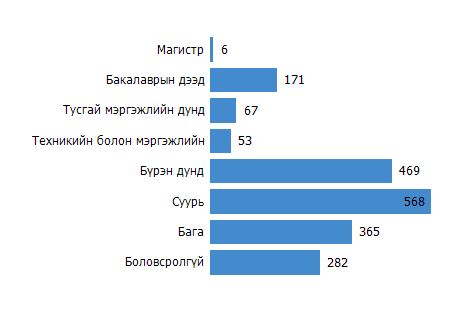 Магистр 6
Бакалаврын дээд 171
Тусгай мэргэжлийн дунд 67
Техникийн болон мэргэжлийн 53
Бүрэн дунд 469
Суурь 568
Бага 365
Боловсролгүй 282